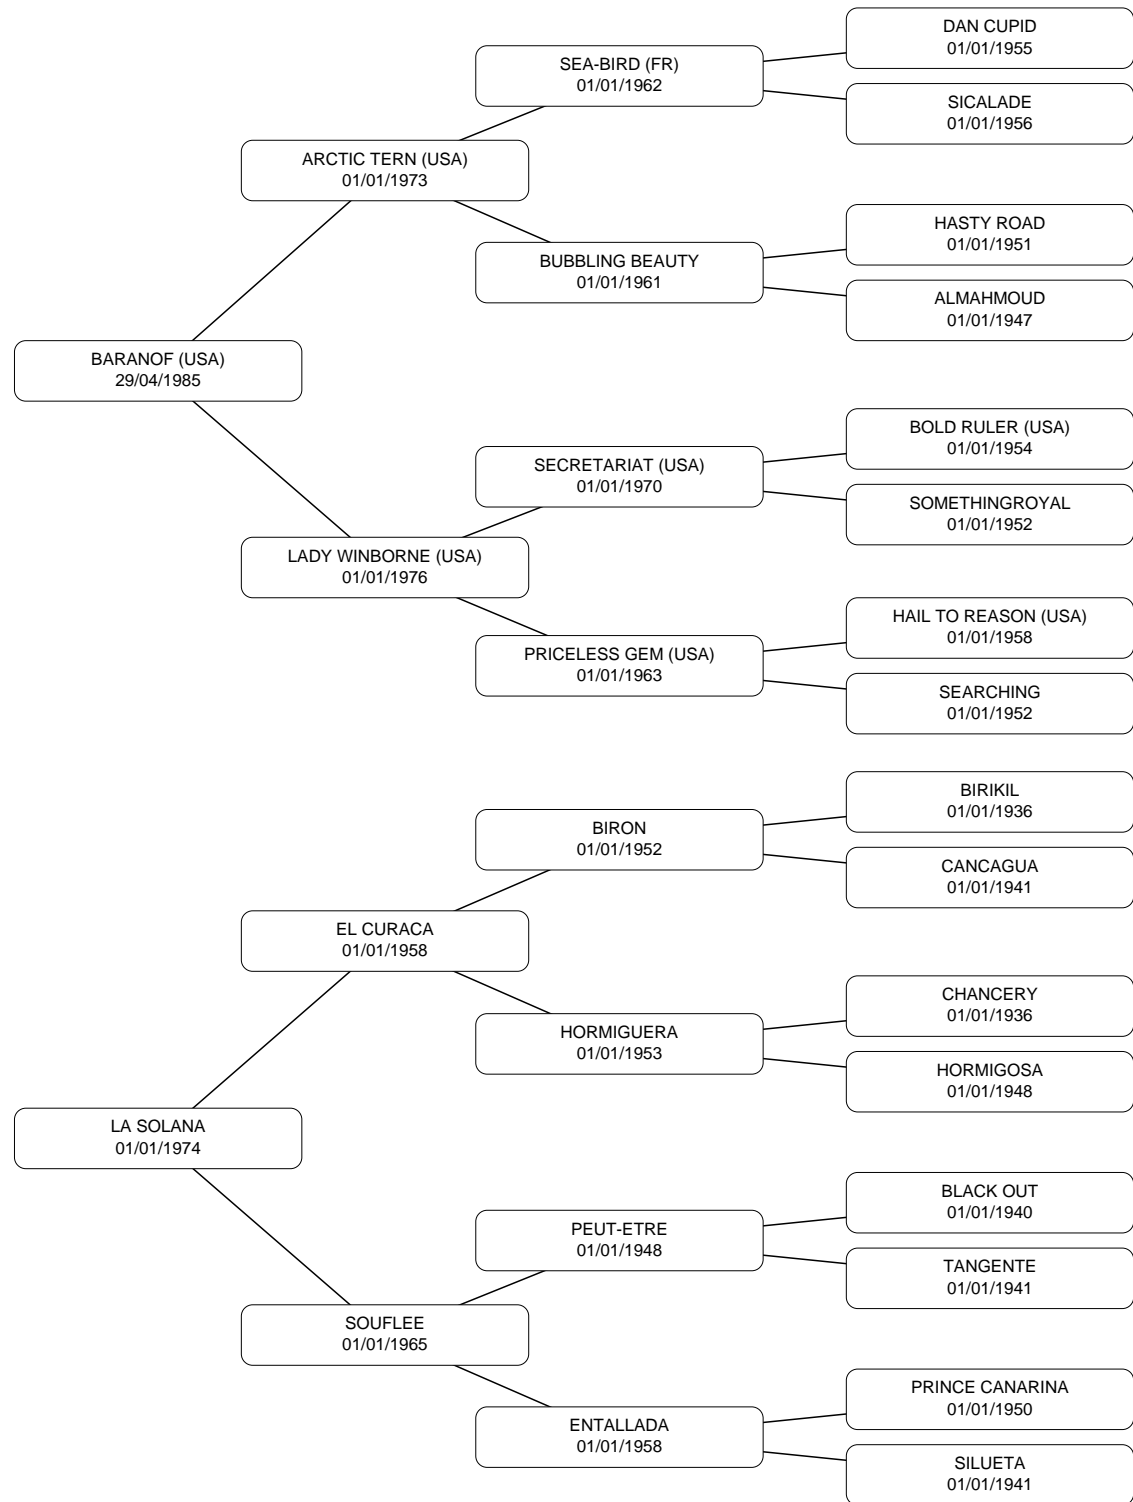 DAN CUPID
01/01/1955
SEA-BIRD (FR)
01/01/1962
SICALADE
01/01/1956
ARCTIC TERN (USA)
01/01/1973
HASTY ROAD
01/01/1951
BUBBLING BEAUTY
01/01/1961
ALMAHMOUD
01/01/1947
BARANOF (USA)
29/04/1985
BOLD RULER (USA)
01/01/1954
SECRETARIAT (USA)
01/01/1970
SOMETHINGROYAL
01/01/1952
LADY WINBORNE (USA)
01/01/1976
HAIL TO REASON (USA)
01/01/1958
PRICELESS GEM (USA)
01/01/1963
SEARCHING
01/01/1952
BIRIKIL
01/01/1936
BIRON
01/01/1952
CANCAGUA
01/01/1941
EL CURACA
01/01/1958
CHANCERY
01/01/1936
HORMIGUERA
01/01/1953
HORMIGOSA
01/01/1948
LA SOLANA
01/01/1974
BLACK OUT
01/01/1940
PEUT-ETRE
01/01/1948
TANGENTE
01/01/1941
SOUFLEE
01/01/1965
PRINCE CANARINA
01/01/1950
ENTALLADA
01/01/1958
SILUETA
01/01/1941